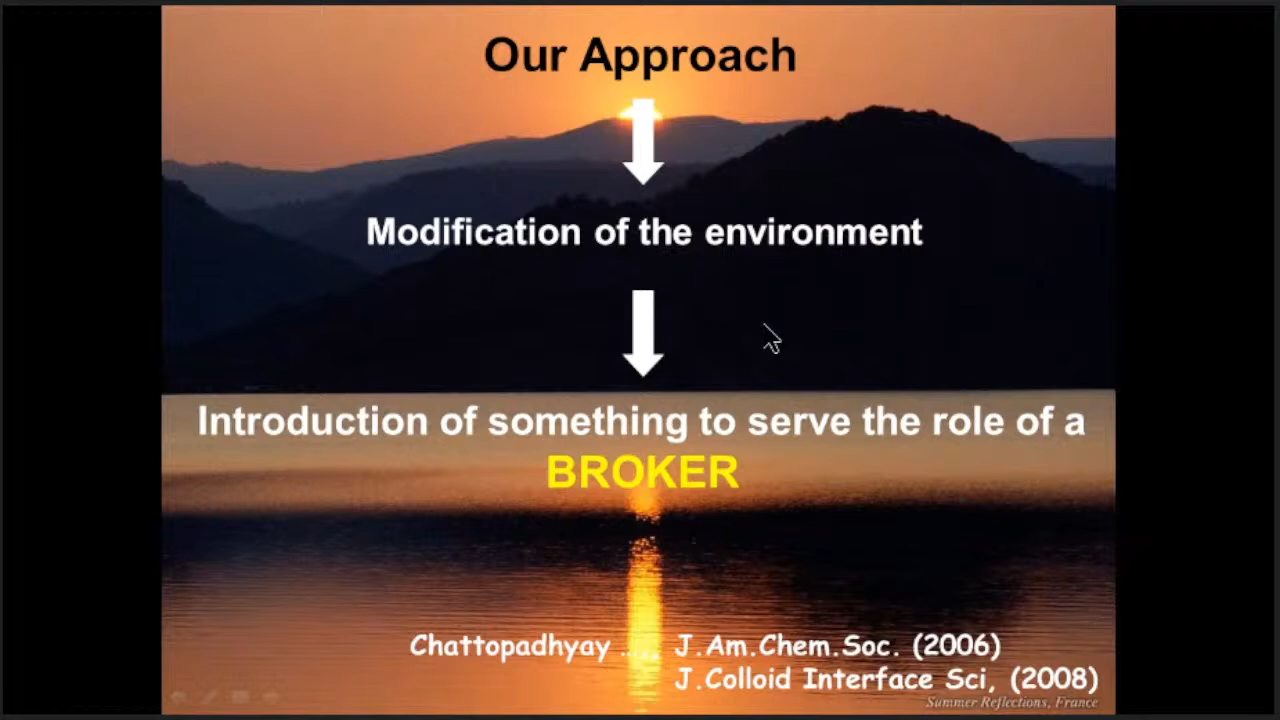 Our Approach
Modification of the environment
Introduction of something to serve the role of a
BROKER
Chattopadhyay ….., J.Am.Chem.Soc. (2006)
J.Colloid Interface Sci, (2008)
Summer Reflections, France